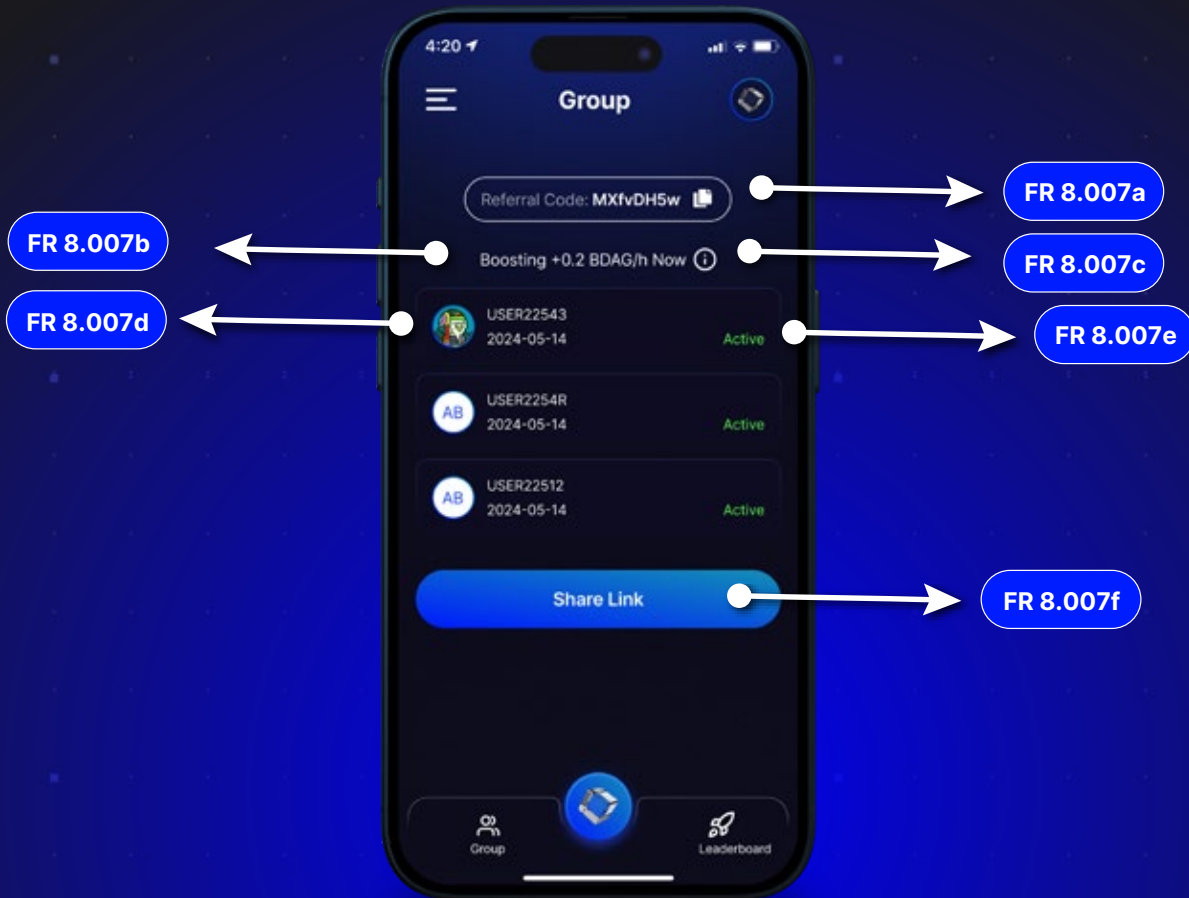 4:20
Group
Referral Code: MXfvDH5w
FR 8.007a
FR 8.007b
Boosting +0.2 BDAG/h Now
FR 8.007c
FR 8.007d
USER22543
2024-05-14
Active
FR 8.007e
AB
USER2254R
2024-05-14
Active
AB
USER22512
2024-05-14
Active
Share Link
FR 8.007f
Group
Leaderboard